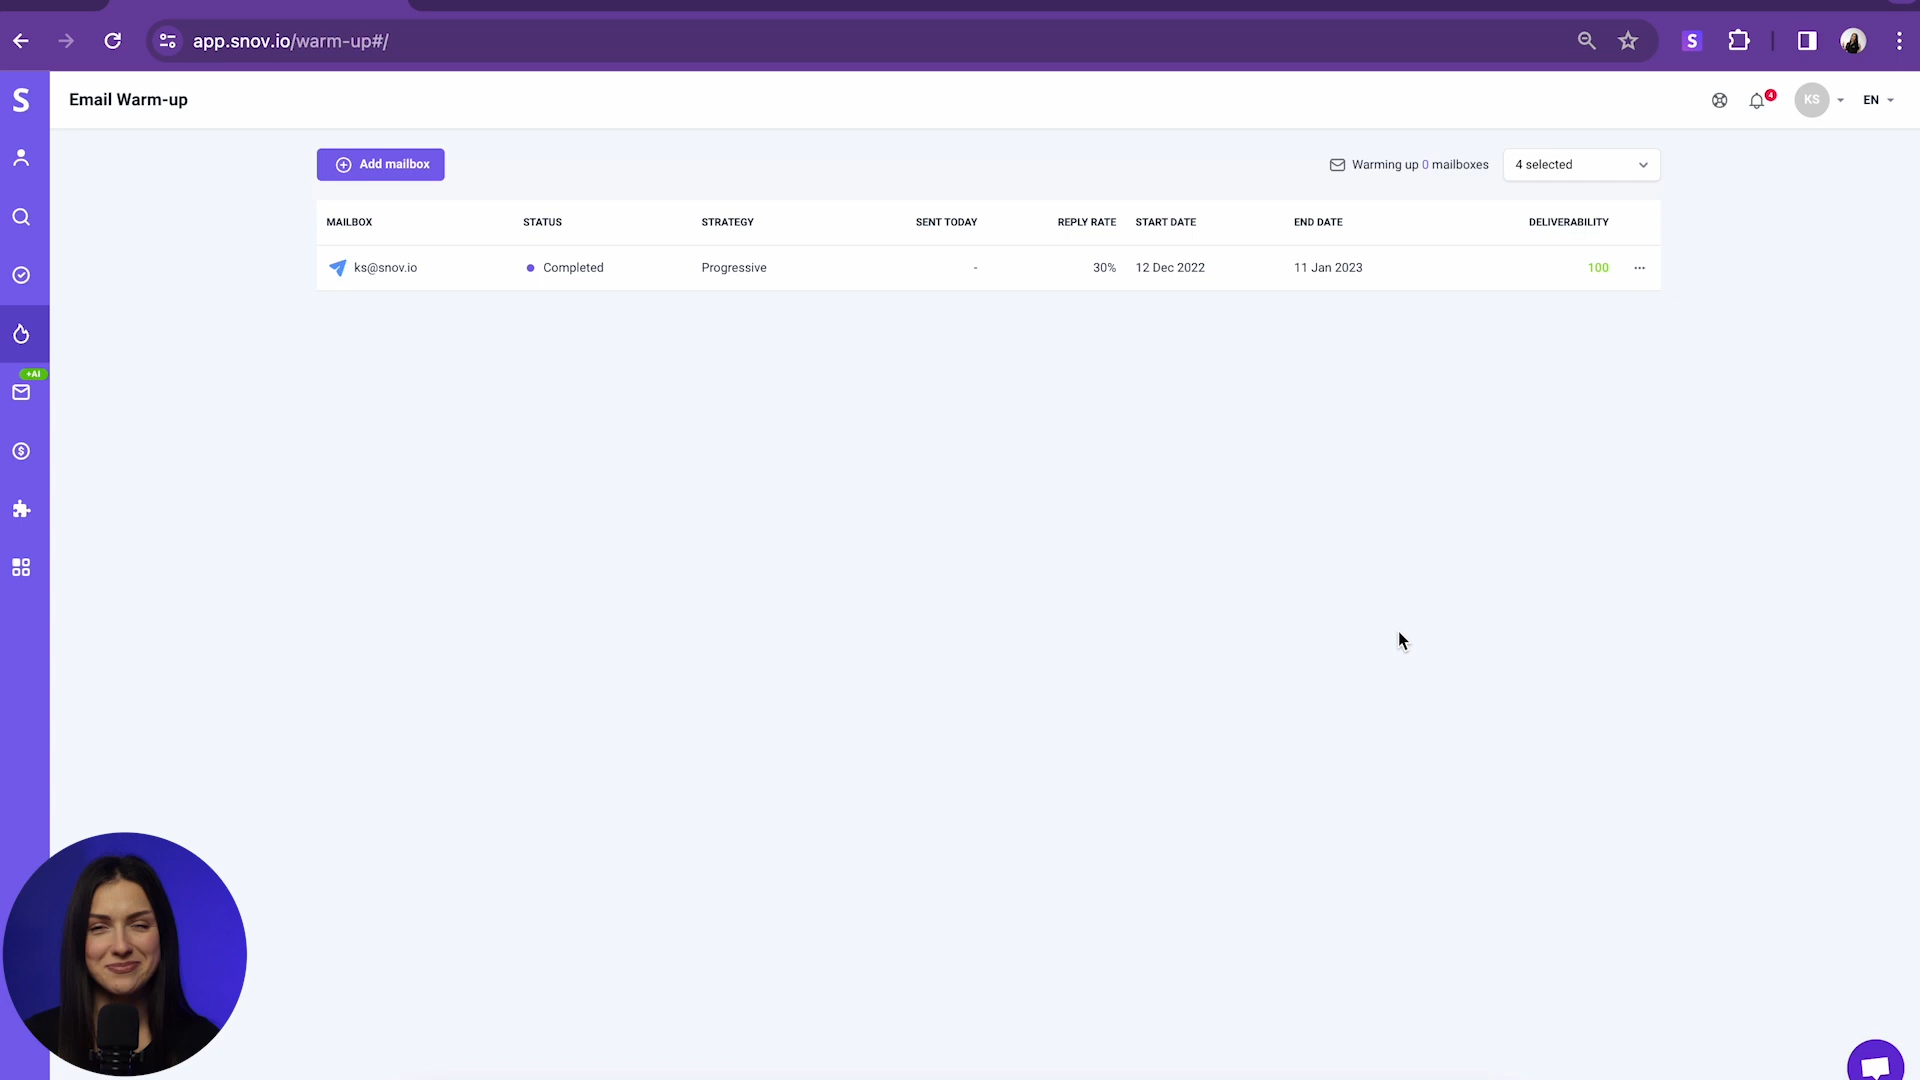 app.snov.io/warm-up#/
S
S
Email Warm-up
4
KS
EN
Add mailbox
Warming up 0 mailboxes
4 selected
MAILBOX STATUS STRATEGY SENT TODAY REPLY RATE START DATE END DATE DELIVERABILITY
ks@snov.io Completed Progressive - 30% 12 Dec 2022 11 Jan 2023 100 ...
+AI